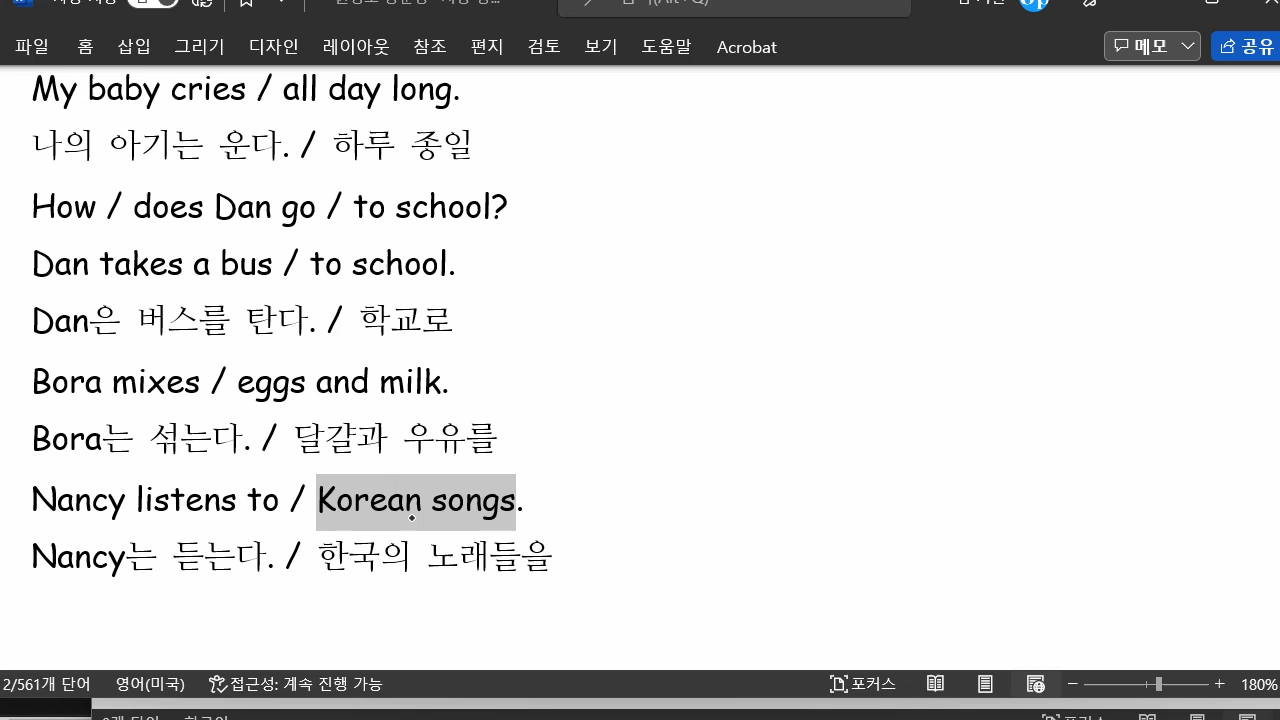 파일 홈 삽입 그리기 디자인 레이아웃 참조 편지 검토 보기 도움말 Acrobat 메모 공유
My baby cries / all day long.
나의 아기는 운다. / 하루 종일
How / does Dan go / to school?
Dan takes a bus / to school.
Dan은 버스를 탄다. / 학교로
Bora mixes / eggs and milk.
Bora는 섞는다. / 달걀과 우유를
Nancy listens to / Korean songs.
Nancy는 듣는다. / 한국의 노래들을
2/561개 단어 영어(미국) 접근성: 계속 진행 가능 포커스 180%